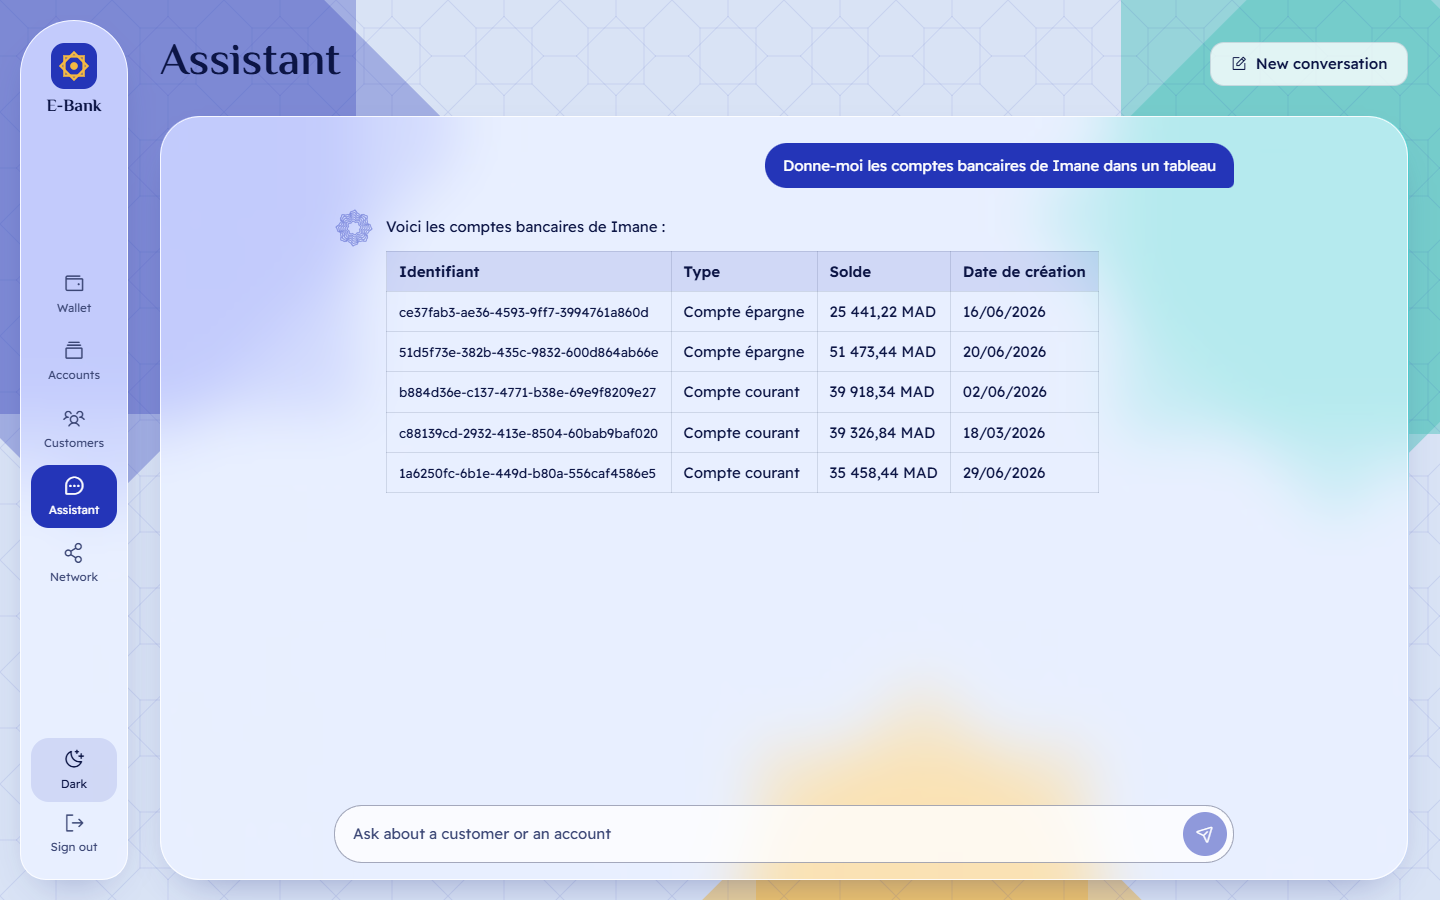 Assistant
New conversation
E-Bank
Wallet
Accounts
Customers
Assistant
Network
Dark
Sign out
Donne-moi les comptes bancaires de Imane dans un tableau
Voici les comptes bancaires de Imane :
Identifiant Type Solde Date de création
ce37fab3-ae36-4593-9ff7-3994761a860d Compte épargne 25 441,22 MAD 16/06/2026
51d5f73e-382b-435c-9832-600d864ab66e Compte épargne 51 473,44 MAD 20/06/2026
b884d36e-c137-4771-b38e-69e9f8209e27 Compte courant 39 918,34 MAD 02/06/2026
c88139cd-2932-413e-8504-60bab9baf020 Compte courant 39 326,84 MAD 18/03/2026
1a6250fc-6b1e-449d-b80a-556caf4586e5 Compte courant 35 458,44 MAD 29/06/2026
Ask about a customer or an account